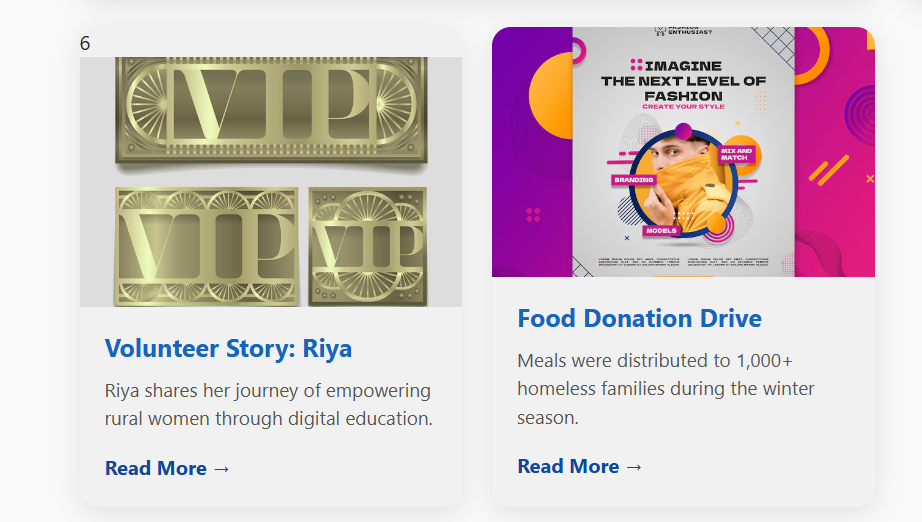 6
VIP
VIP
VIP
Volunteer Story: Riya
Riya shares her journey of empowering
rural women through digital education.
Read More →
ENTHUSIAST
IMAGINE
THE NEXT LEVEL OF
FASHION
CREATE YOUR STYLE
MIX AND
MATCH
BRANDING
MODELS
Food Donation Drive
Meals were distributed to 1,000+
homeless families during the winter
season.
Read More →